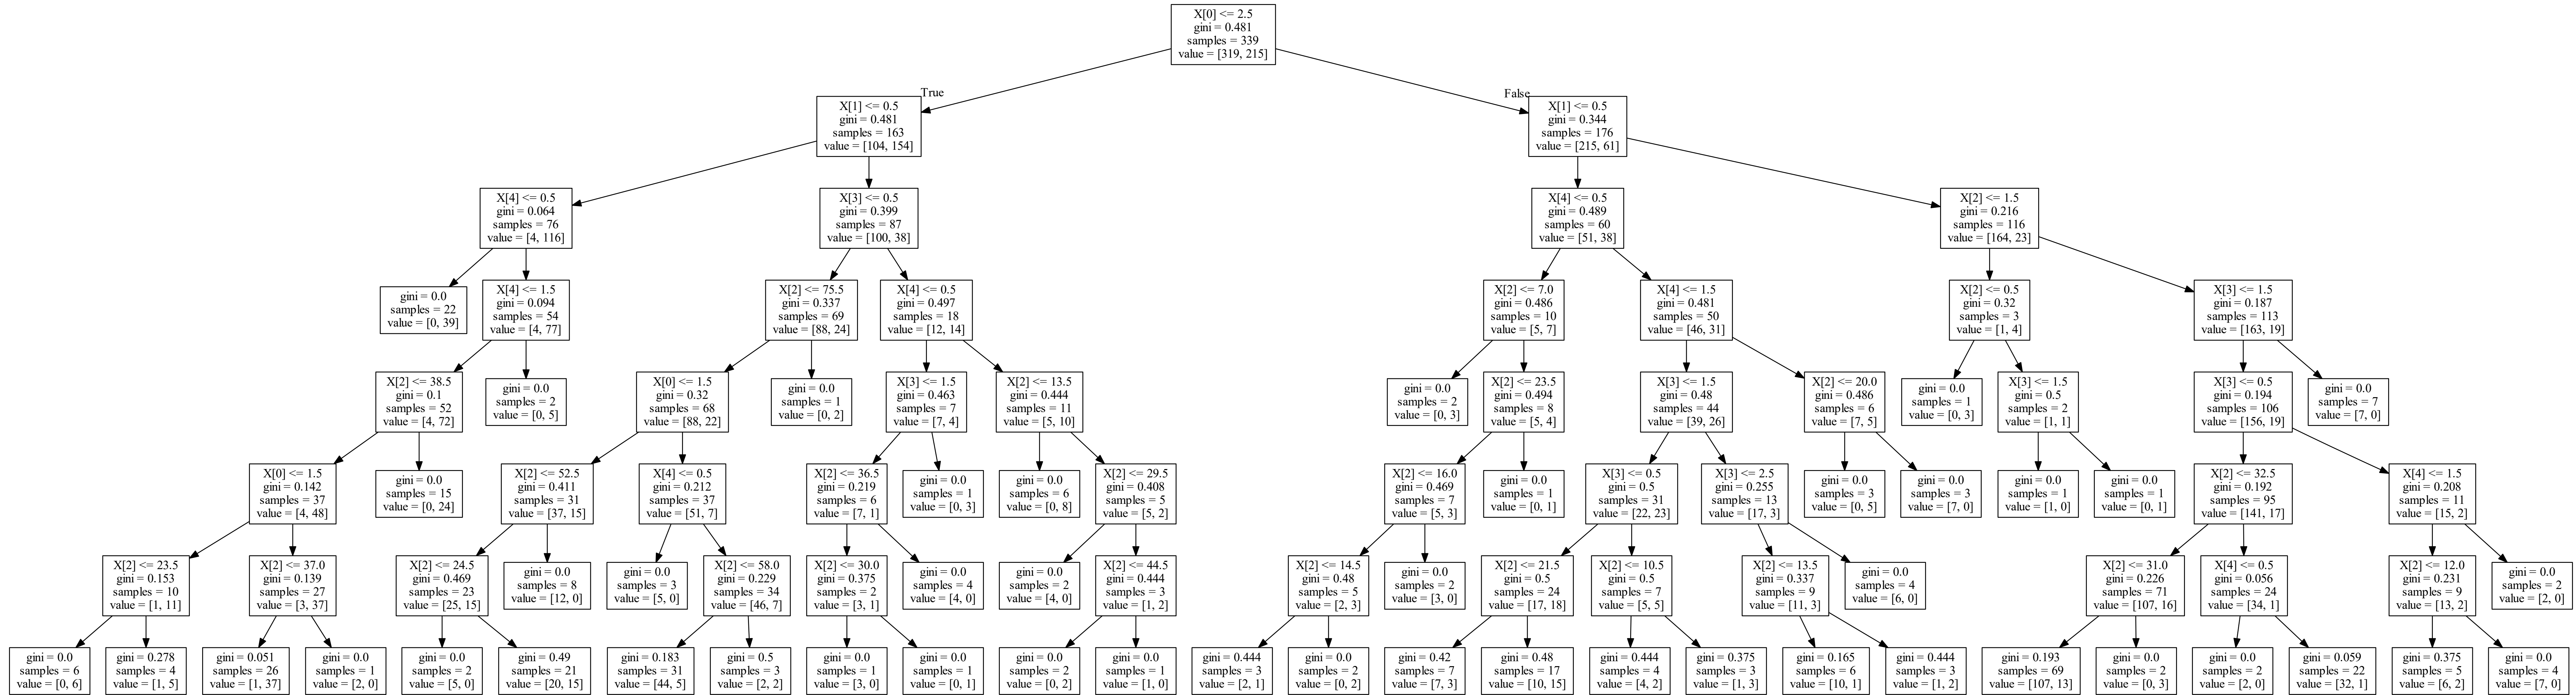 X[0] <= 2.5
gini = 0.481
samples = 339
value = [319, 215]
True
False
X[1] <= 0.5
gini = 0.481
samples = 163
value = [104, 154]
X[1] <= 0.5
gini = 0.344
samples = 176
value = [215, 61]
X[4] <= 0.5
gini = 0.064
samples = 76
value = [4, 116]
X[3] <= 0.5
gini = 0.399
samples = 87
value = [100, 38]
X[4] <= 0.5
gini = 0.489
samples = 60
value = [51, 38]
X[2] <= 1.5
gini = 0.216
samples = 116
value = [164, 23]
gini = 0.0
samples = 22
value = [0, 39]
X[4] <= 1.5
gini = 0.094
samples = 54
value = [4, 77]
X[2] <= 75.5
gini = 0.337
samples = 69
value = [88, 24]
X[4] <= 0.5
gini = 0.497
samples = 18
value = [12, 14]
X[2] <= 7.0
gini = 0.486
samples = 10
value = [5, 7]
X[4] <= 1.5
gini = 0.481
samples = 50
value = [46, 31]
X[2] <= 0.5
gini = 0.32
samples = 3
value = [1, 4]
X[3] <= 1.5
gini = 0.187
samples = 113
value = [163, 19]
X[2] <= 38.5
gini = 0.1
samples = 52
value = [4, 72]
gini = 0.0
samples = 2
value = [0, 5]
X[0] <= 1.5
gini = 0.32
samples = 68
value = [88, 22]
gini = 0.0
samples = 1
value = [0, 2]
X[3] <= 1.5
gini = 0.463
samples = 7
value = [7, 4]
X[2] <= 13.5
gini = 0.444
samples = 11
value = [5, 10]
gini = 0.0
samples = 2
value = [0, 3]
X[2] <= 23.5
gini = 0.494
samples = 8
value = [5, 4]
X[3] <= 1.5
gini = 0.48
samples = 44
value = [39, 26]
X[2] <= 20.0
gini = 0.486
samples = 6
value = [7, 5]
gini = 0.0
samples = 1
value = [0, 3]
X[3] <= 1.5
gini = 0.5
samples = 2
value = [1, 1]
X[3] <= 0.5
gini = 0.194
samples = 106
value = [156, 19]
gini = 0.0
samples = 7
value = [7, 0]
X[0] <= 1.5
gini = 0.142
samples = 37
value = [4, 48]
gini = 0.0
samples = 15
value = [0, 24]
X[2] <= 52.5
gini = 0.411
samples = 31
value = [37, 15]
X[4] <= 0.5
gini = 0.212
samples = 37
value = [51, 7]
X[2] <= 36.5
gini = 0.219
samples = 6
value = [7, 1]
gini = 0.0
samples = 1
value = [0, 3]
gini = 0.0
samples = 6
value = [0, 8]
X[2] <= 29.5
gini = 0.408
samples = 5
value = [5, 2]
X[2] <= 16.0
gini = 0.469
samples = 7
value = [5, 3]
gini = 0.0
samples = 1
value = [0, 1]
X[3] <= 0.5
gini = 0.5
samples = 31
value = [22, 23]
X[3] <= 2.5
gini = 0.255
samples = 13
value = [17, 3]
gini = 0.0
samples = 3
value = [0, 5]
gini = 0.0
samples = 3
value = [7, 0]
gini = 0.0
samples = 1
value = [1, 0]
gini = 0.0
samples = 1
value = [0, 1]
X[2] <= 32.5
gini = 0.192
samples = 95
value = [141, 17]
X[4] <= 1.5
gini = 0.208
samples = 11
value = [15, 2]
X[2] <= 23.5
gini = 0.153
samples = 10
value = [1, 11]
X[2] <= 37.0
gini = 0.139
samples = 27
value = [3, 37]
X[2] <= 24.5
gini = 0.469
samples = 23
value = [25, 15]
gini = 0.0
samples = 8
value = [12, 0]
gini = 0.0
samples = 3
value = [5, 0]
X[2] <= 58.0
gini = 0.229
samples = 34
value = [46, 7]
X[2] <= 30.0
gini = 0.375
samples = 2
value = [3, 1]
gini = 0.0
samples = 4
value = [4, 0]
gini = 0.0
samples = 2
value = [4, 0]
X[2] <= 44.5
gini = 0.444
samples = 3
value = [1, 2]
X[2] <= 14.5
gini = 0.48
samples = 5
value = [2, 3]
gini = 0.0
samples = 2
value = [3, 0]
X[2] <= 21.5
gini = 0.5
samples = 24
value = [17, 18]
X[2] <= 10.5
gini = 0.5
samples = 7
value = [5, 5]
X[2] <= 13.5
gini = 0.337
samples = 9
value = [11, 3]
gini = 0.0
samples = 4
value = [6, 0]
X[2] <= 31.0
gini = 0.226
samples = 71
value = [107, 16]
X[4] <= 0.5
gini = 0.056
samples = 24
value = [34, 1]
X[2] <= 12.0
gini = 0.231
samples = 9
value = [13, 2]
gini = 0.0
samples = 2
value = [2, 0]
gini = 0.0
samples = 6
value = [0, 6]
gini = 0.278
samples = 4
value = [1, 5]
gini = 0.051
samples = 26
value = [1, 37]
gini = 0.0
samples = 1
value = [2, 0]
gini = 0.0
samples = 2
value = [5, 0]
gini = 0.49
samples = 21
value = [20, 15]
gini = 0.183
samples = 31
value = [44, 5]
gini = 0.5
samples = 3
value = [2, 2]
gini = 0.0
samples = 1
value = [3, 0]
gini = 0.0
samples = 1
value = [0, 1]
gini = 0.0
samples = 2
value = [0, 2]
gini = 0.0
samples = 1
value = [1, 0]
gini = 0.444
samples = 3
value = [2, 1]
gini = 0.0
samples = 2
value = [0, 2]
gini = 0.42
samples = 7
value = [7, 3]
gini = 0.48
samples = 17
value = [10, 15]
gini = 0.444
samples = 4
value = [4, 2]
gini = 0.375
samples = 3
value = [1, 3]
gini = 0.165
samples = 6
value = [10, 1]
gini = 0.444
samples = 3
value = [1, 2]
gini = 0.193
samples = 69
value = [107, 13]
gini = 0.0
samples = 2
value = [0, 3]
gini = 0.0
samples = 2
value = [2, 0]
gini = 0.059
samples = 22
value = [32, 1]
gini = 0.375
samples = 5
value = [6, 2]
gini = 0.0
samples = 4
value = [7, 0]